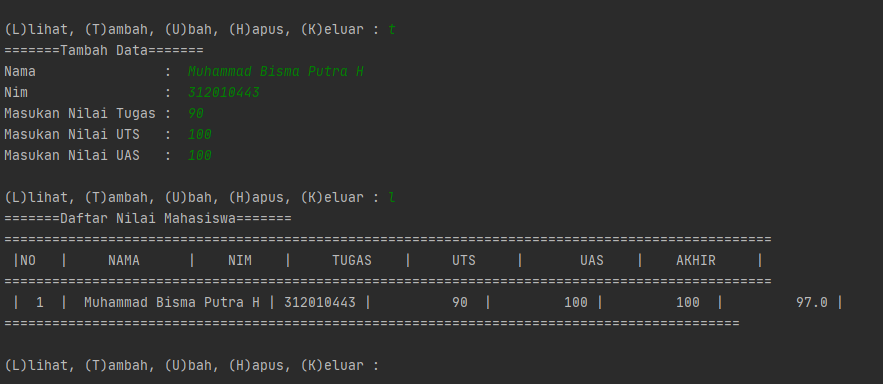 (L)lihat, (T)ambah, (U)bah, (H)apus, (K)eluar : t
=======Tambah Data=======
Nama                :  Muhammad Bisma Putra H
Nim                 :  312010443
Masukan Nilai Tugas :  90
Masukan Nilai UTS   :  100
Masukan Nilai UAS   :  100
(L)lihat, (T)ambah, (U)bah, (H)apus, (K)eluar : l
=======Daftar Nilai Mahasiswa=======
================================================================================================
 |NO   |     NAMA      |    NIM    |     TUGAS    |     UTS     |       UAS    |    AKHIR     |
================================================================================================
 |  1  |  Muhammad Bisma Putra H | 312010443 |          90  |         100 |         100  |         97.0 |
============================================================================================
(L)lihat, (T)ambah, (U)bah, (H)apus, (K)eluar :